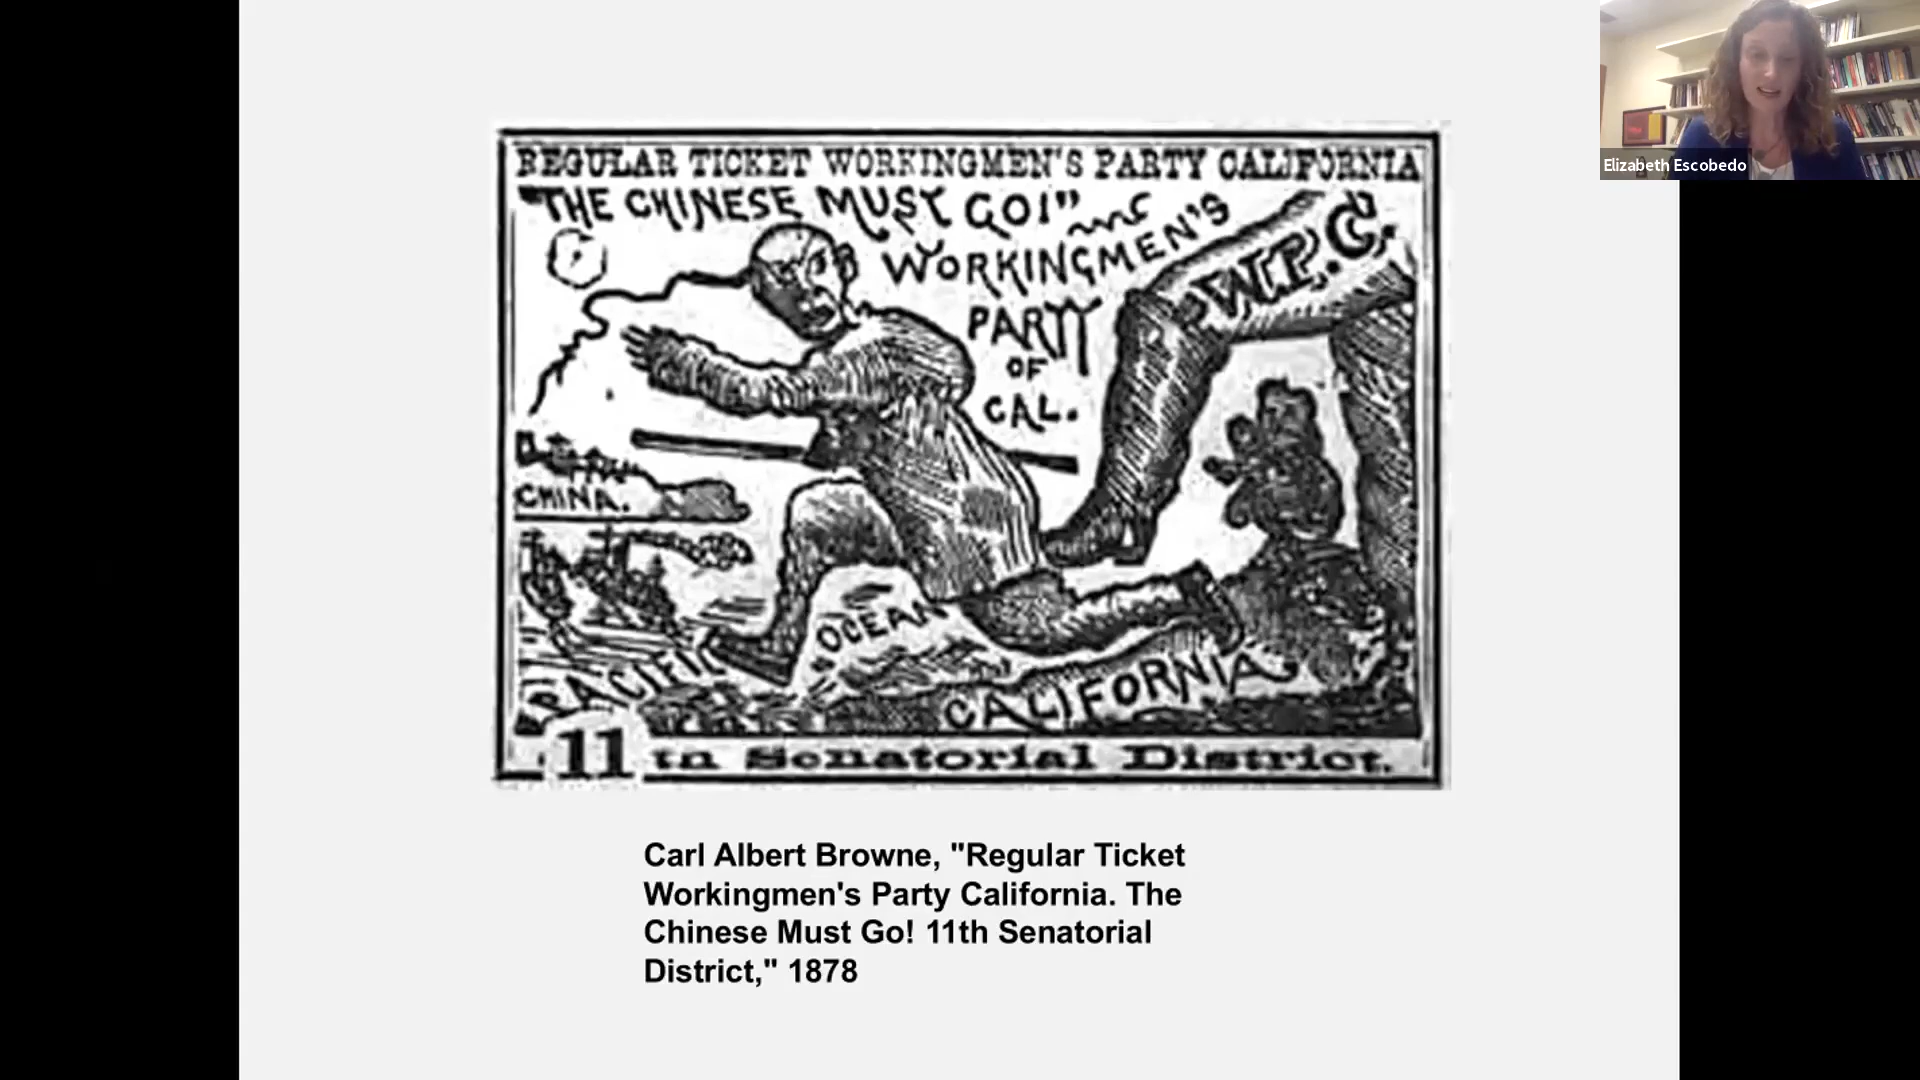 Elizabeth Escobedo
REGULAR TICKET WORKINGMEN'S PARTY CALIFORNIA
"THE CHINESE MUST GO!"
WORKINGMEN'S
PARTY
OF
CAL.
W.P.C.
CHINA.
PACIFIC
OCEAN
CALIFORNIA
11th Senatorial District.
Carl Albert Browne, "Regular Ticket
Workingmen's Party California. The
Chinese Must Go! 11th Senatorial
District," 1878